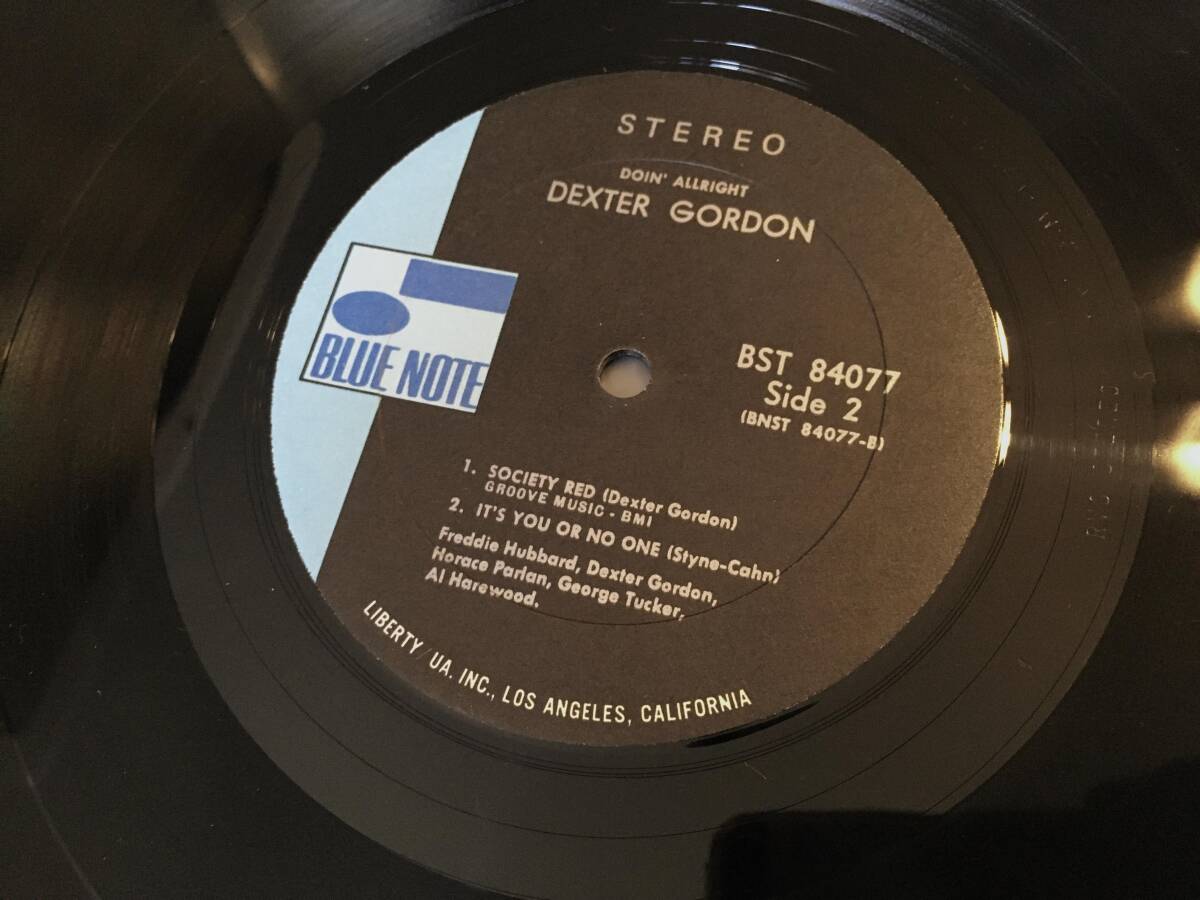 STEREO
DOIN' ALLRIGHT
DEXTER GORDON
BLUE NOTE
BST 84077
Side 2
(BNST 84077-B)
1. SOCIETY RED (Dexter Gordon)
GROOVE MUSIC - BMI
2. IT'S YOU OR NO ONE (Styne-Cahn)
Freddie Hubbard, Dexter Gordon,
Horace Parlan, George Tucker,
Al Harewood.
LIBERTY/UA. INC., LOS ANGELES, CALIFORNIA